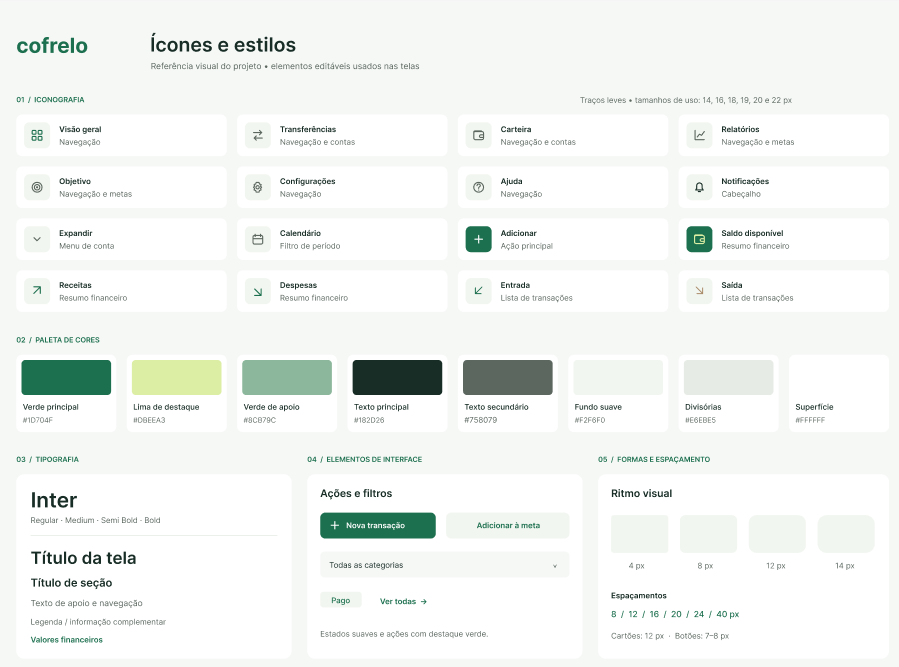 cofrelo
Ícones e estilos
Referência visual do projeto • elementos editáveis usados nas telas
01 / ICONOGRAFIA
Traços leves • tamanhos de uso: 14, 16, 18, 19, 20 e 22 px
Visão geral
Navegação
Transferências
Navegação e contas
Carteira
Navegação e contas
Relatórios
Navegação e metas
Objetivo
Navegação e metas
Configurações
Navegação
Ajuda
Navegação
Notificações
Cabeçalho
Expandir
Menu de conta
Calendário
Filtro de período
Adicionar
Ação principal
Saldo disponível
Resumo financeiro
Receitas
Resumo financeiro
Despesas
Resumo financeiro
Entrada
Lista de transações
Saída
Lista de transações
02 / PALETA DE CORES
Verde principal
#1D704F
Lima de destaque
#DBEEA3
Verde de apoio
#8CB79C
Texto principal
#182D26
Texto secundário
#758079
Fundo suave
#F2F6F0
Divisórias
#E6EBE5
Superfície
#FFFFFF
03 / TIPOGRAFIA
Inter
Regular · Medium · Semi Bold · Bold
Título da tela
Título de seção
Texto de apoio e navegação
Legenda / informação complementar
Valores financeiros
04 / ELEMENTOS DE INTERFACE
Ações e filtros
+ Nova transação
Adicionar à meta
Todas as categorias
Pago
Ver todas →
Estados suaves e ações com destaque verde.
05 / FORMAS E ESPAÇAMENTO
Ritmo visual
4 px
8 px
12 px
14 px
Espaçamentos
8 / 12 / 16 / 20 / 24 / 40 px
Cartões: 12 px · Botões: 7–8 px